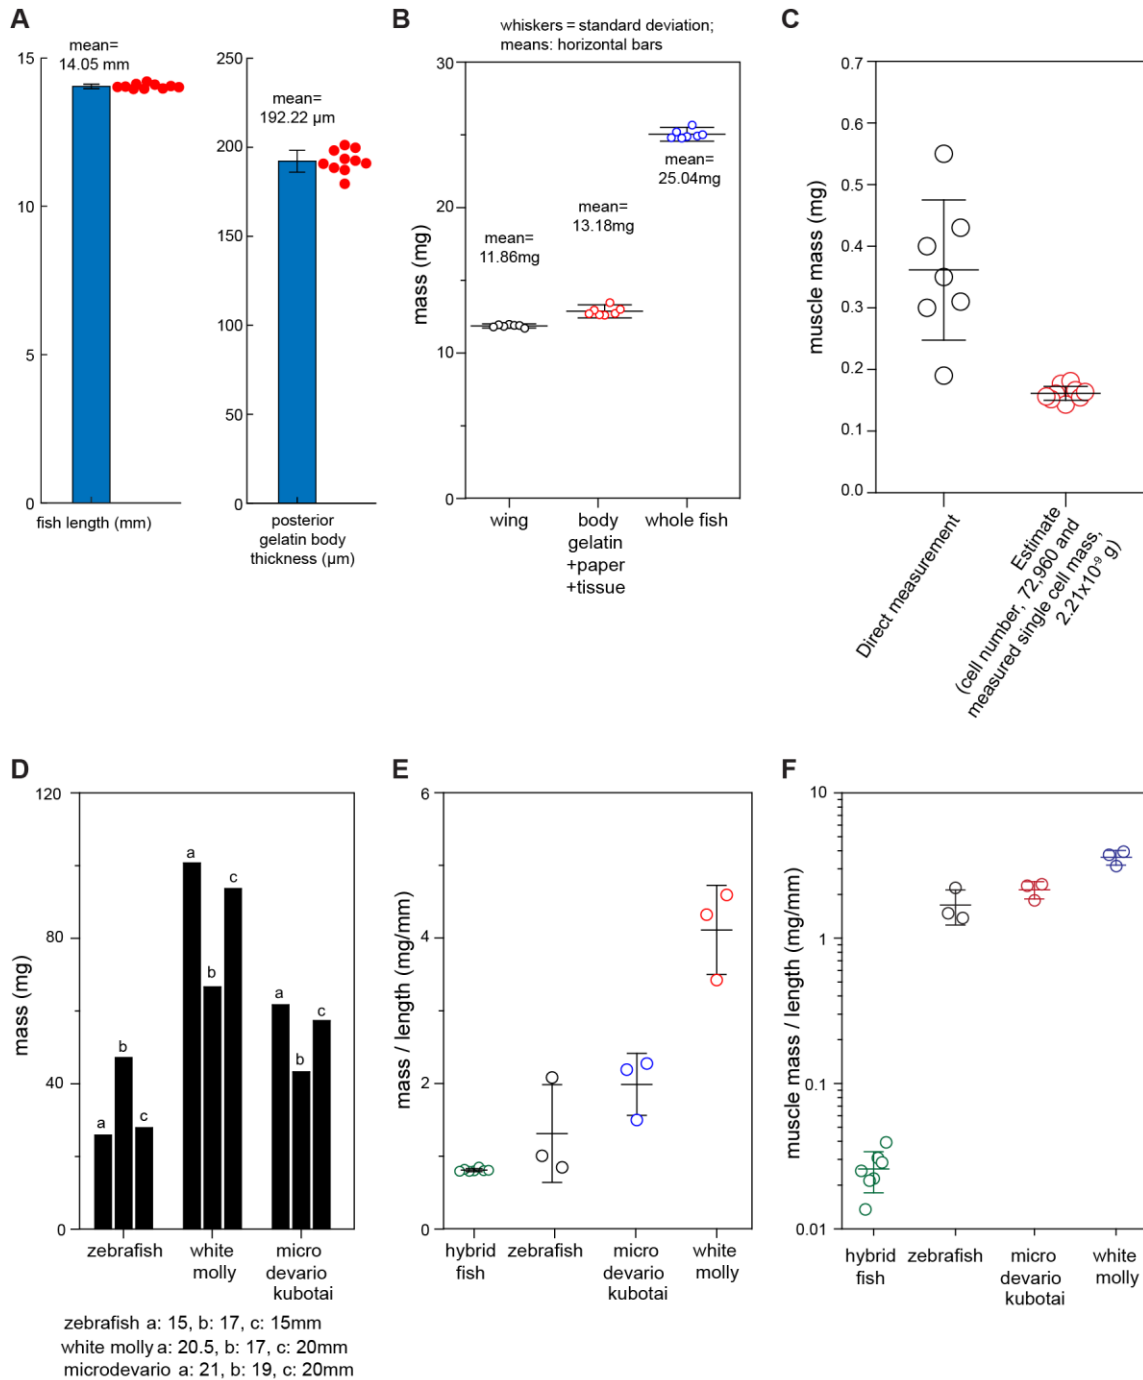 A
mean=
14.05 mm
15
10
5
0
fish length (mm)
mean=
192.22 µm
250
200
150
100
50
0
posterior
gelatin body
thickness (µm)
B
whiskers = standard deviation;
means: horizontal bars
mass (mg)
30
20
10
0
mean=
11.86mg
mean=
13.18mg
mean=
25.04mg
wing
body
gelatin
+paper
+tissue
whole fish
C
muscle mass (mg)
0.7
0.6
0.5
0.4
0.3
0.2
0.1
0.0
Direct measurement
Estimate
(cell number, 72,960 and
measured single cell mass,
2.21x10⁻⁹ g)
D
mass (mg)
120
80
40
0
a
b
c
a
b
c
a
b
c
zebrafish
white
molly
micro
devario
kubotai
zebrafish a: 15, b: 17, c: 15mm
white molly a: 20.5, b: 17, c: 20mm
microdevario a: 21, b: 19, c: 20mm
E
mass / length (mg/mm)
6
4
2
0
hybrid
fish
zebrafish
micro
devario
kubotai
white
molly
F
muscle mass / length (mg/mm)
10
1
0.1
0.01
hybrid
fish
zebrafish
micro
devario
kubotai
white
molly